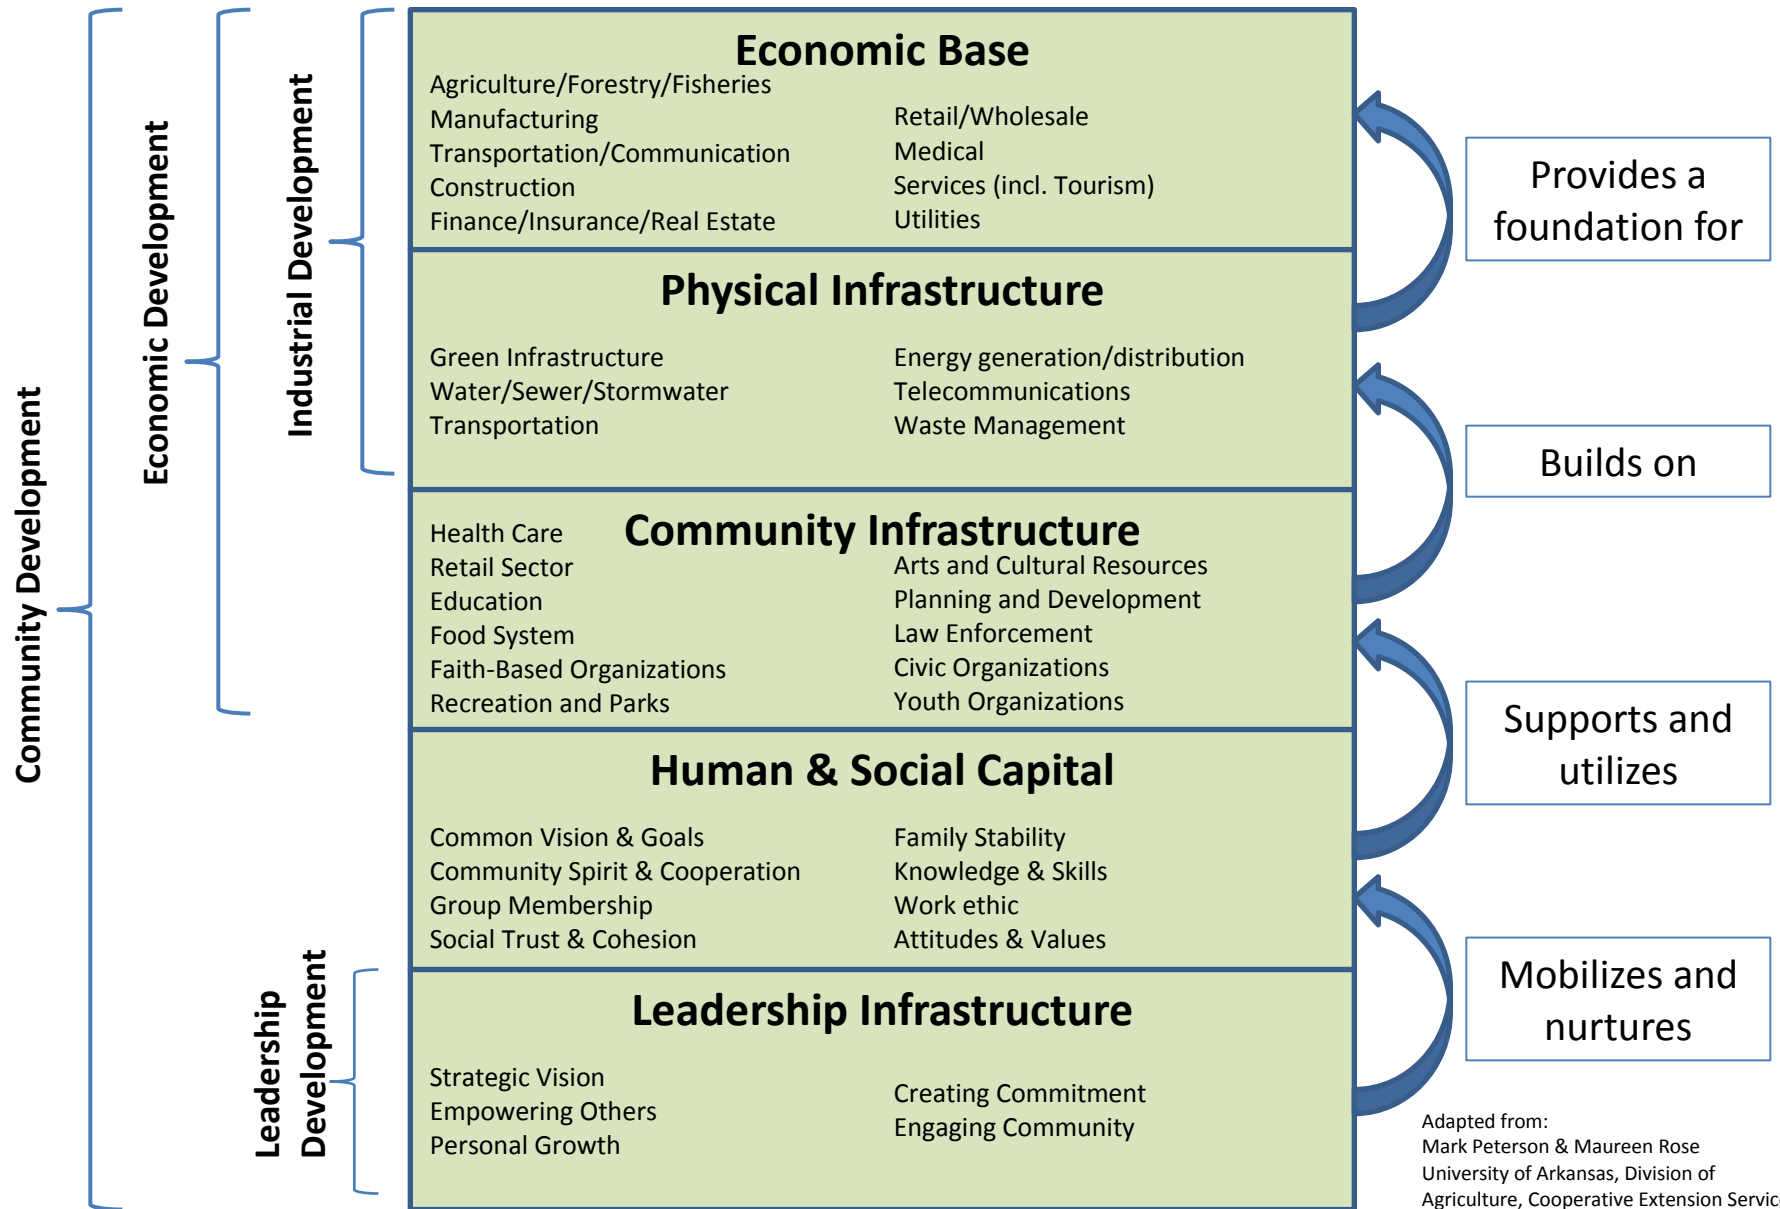 Community Development
Economic Development
Industrial Development
Leadership
Development
Economic Base
Agriculture/Forestry/Fisheries
Manufacturing
Transportation/Communication
Construction
Finance/Insurance/Real Estate
Retail/Wholesale
Medical
Services (incl. Tourism)
Utilities
Physical Infrastructure
Green Infrastructure
Water/Sewer/Stormwater
Transportation
Energy generation/distribution
Telecommunications
Waste Management
Community Infrastructure
Health Care
Retail Sector
Education
Food System
Faith-Based Organizations
Recreation and Parks
Arts and Cultural Resources
Planning and Development
Law Enforcement
Civic Organizations
Youth Organizations
Human & Social Capital
Common Vision & Goals
Community Spirit & Cooperation
Group Membership
Social Trust & Cohesion
Family Stability
Knowledge & Skills
Work ethic
Attitudes & Values
Leadership Infrastructure
Strategic Vision
Empowering Others
Personal Growth
Creating Commitment
Engaging Community
Provides a
foundation for
Builds on
Supports and
utilizes
Mobilizes and
nurtures
Adapted from:
Mark Peterson & Maureen Rose
University of Arkansas, Division of
Agriculture, Cooperative Extension Service